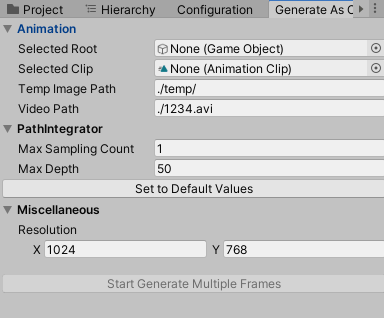 Project Hierarchy Configuration Generate As C
Animation
Selected Root None (Game Object)
Selected Clip None (Animation Clip)
Temp Image Path ./temp/
Video Path ./1234.avi
PathIntegrator
Max Sampling Count 1
Max Depth 50
Set to Default Values
Miscellaneous
Resolution
X 1024 Y 768
Start Generate Multiple Frames